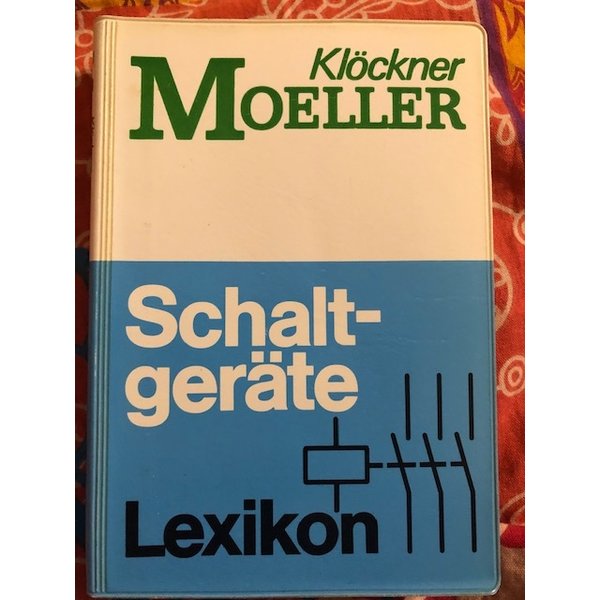 Klöckner
MOELLER
Schalt-
geräte
Lexikon